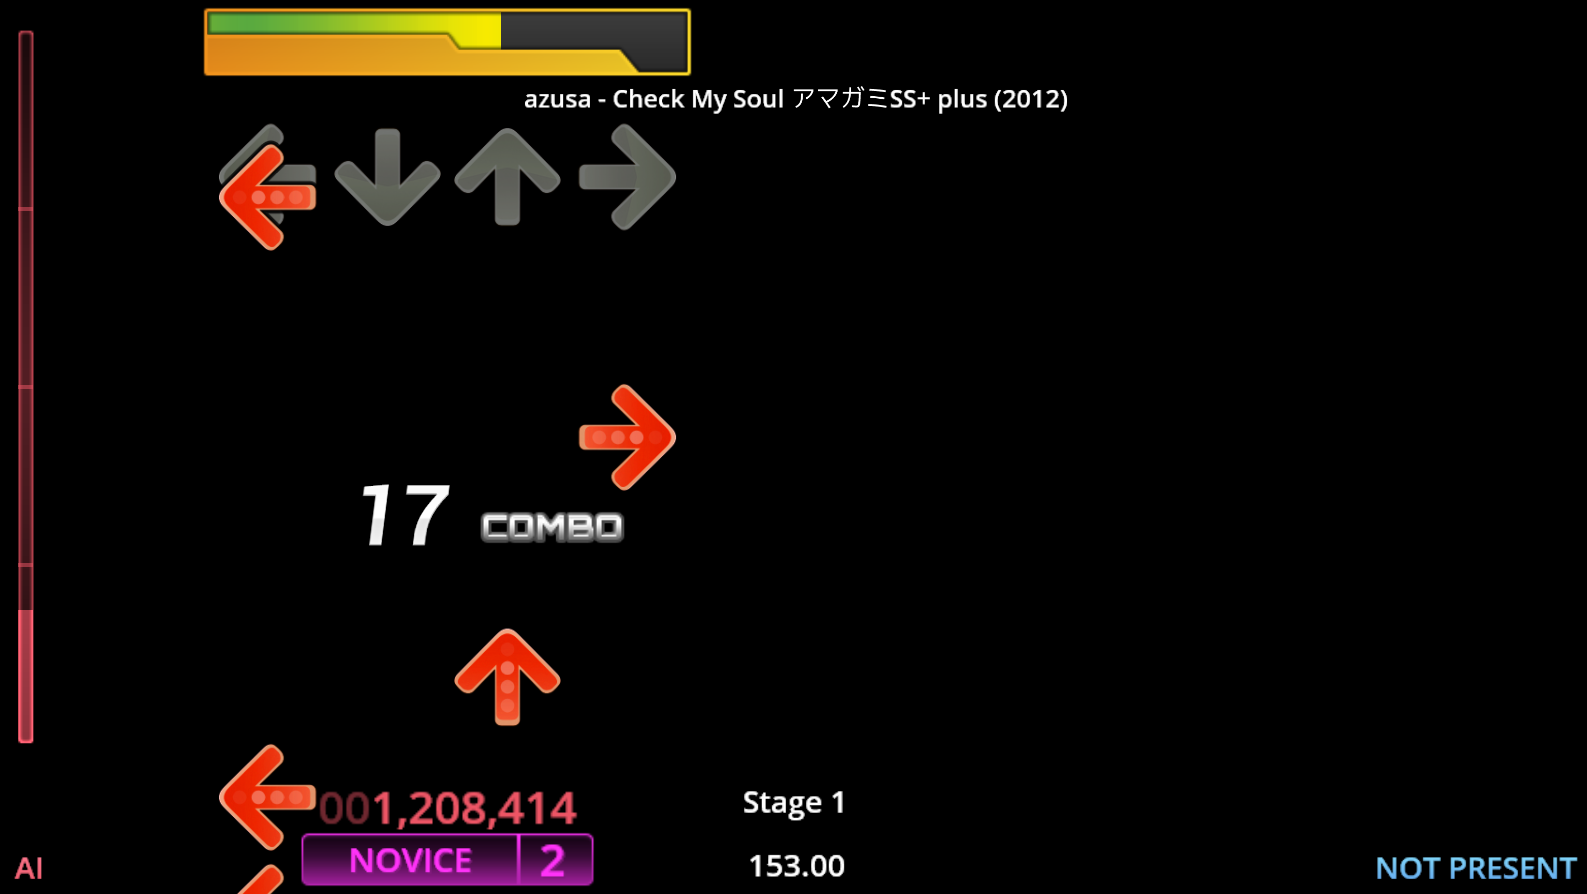 azusa - Check My Soul アマガミSS+ plus (2012)
17 COMBO
001,208,414
Stage 1
NOVICE 2
153.00
AI
NOT PRESENT